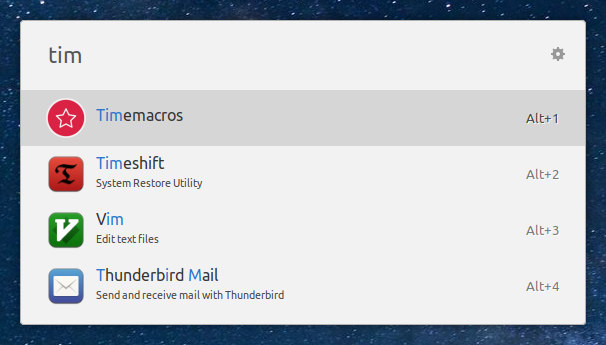 tim
Timemacros Alt+1
Timeshift Alt+2
System Restore Utility
Vim Alt+3
Edit text files
Thunderbird Mail Alt+4
Send and receive mail with Thunderbird